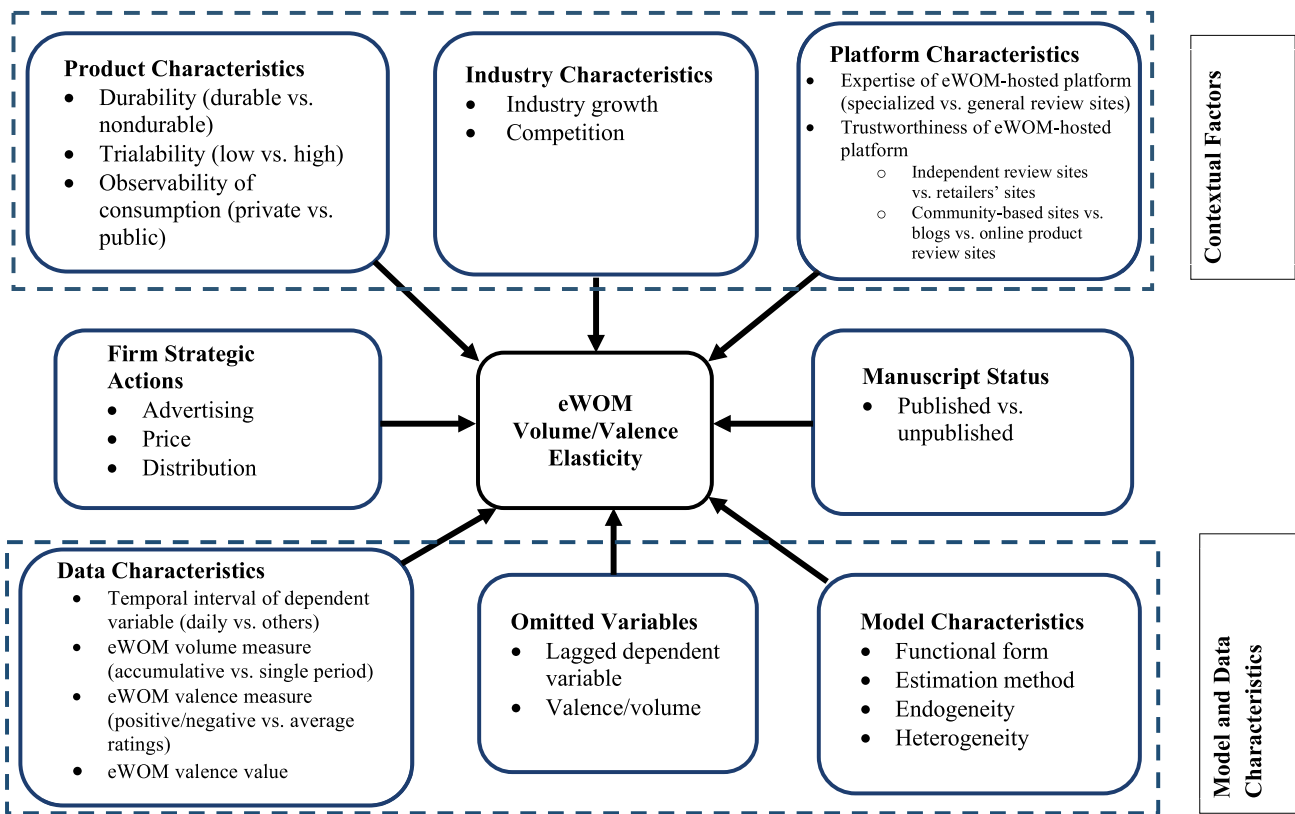 Product Characteristics
• Durability (durable vs.
nondurable)
• Trialability (low vs. high)
• Observability of
consumption (private vs.
public)
Industry Characteristics
• Industry growth
• Competition
Platform Characteristics
• Expertise of eWOM-hosted platform
(specialized vs. general review sites)
• Trustworthiness of eWOM-hosted
platform
○ Independent review sites
vs. retailers' sites
○ Community-based sites vs.
blogs vs. online product
review sites
Contextual Factors
Firm Strategic
Actions
• Advertising
• Price
• Distribution
eWOM
Volume/Valence
Elasticity
Manuscript Status
• Published vs.
unpublished
Data Characteristics
• Temporal interval of dependent
variable (daily vs. others)
• eWOM volume measure
(accumulative vs. single period)
• eWOM valence measure
(positive/negative vs. average
ratings)
• eWOM valence value
Omitted Variables
• Lagged dependent
variable
• Valence/volume
Model Characteristics
• Functional form
• Estimation method
• Endogeneity
• Heterogeneity
Model and Data
Characteristics